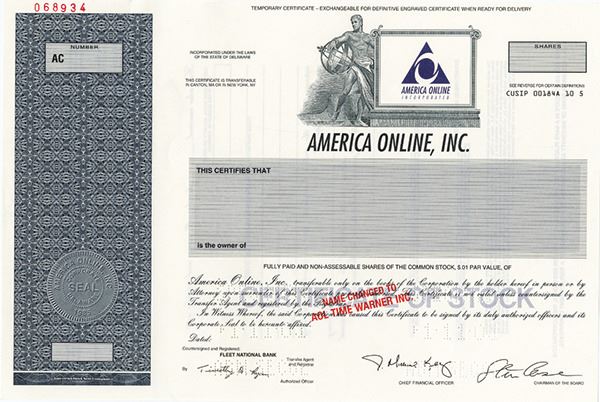 068934
TEMPORARY CERTIFICATE – EXCHANGEABLE FOR DEFINITIVE ENGRAVED CERTIFICATE WHEN READY FOR DELIVERY
NUMBER
AC
INCORPORATED UNDER THE LAWS
OF THE STATE OF DELAWARE
THIS CERTIFICATE IS TRANSFERABLE
IN CANTON, MA OR IN NEW YORK, NY
AMERICA ONLINE
INCORPORATED
SHARES
SEE REVERSE FOR CERTAIN DEFINITIONS
CUSIP 00184A 10 5
AMERICA ONLINE, INC.
THIS CERTIFIES THAT
is the owner of
FULLY PAID AND NON-ASSESSABLE SHARES OF THE COMMON STOCK, $.01 PAR VALUE, OF
America Online, Inc. transferable only on the books of the Corporation by the holder hereof in person or by
Attorney upon surrender of this Certificate properly endorsed. This Certificate is not valid unless countersigned by the
Transfer Agent and registered by the Registrar.
In Witness Whereof, the said Corporation has caused this Certificate to be signed by its duly authorized officers and its
Corporate Seal to be hereunto affixed.
Dated:
CERTIFICATE OF STOCK
NAME CHANGED TO
AOL TIME WARNER INC.
SEAL
Countersigned and Registered:
FLEET NATIONAL BANK
Transfer Agent
and Registrar
By
Authorized Officer
CHIEF FINANCIAL OFFICER
CHAIRMAN OF THE BOARD